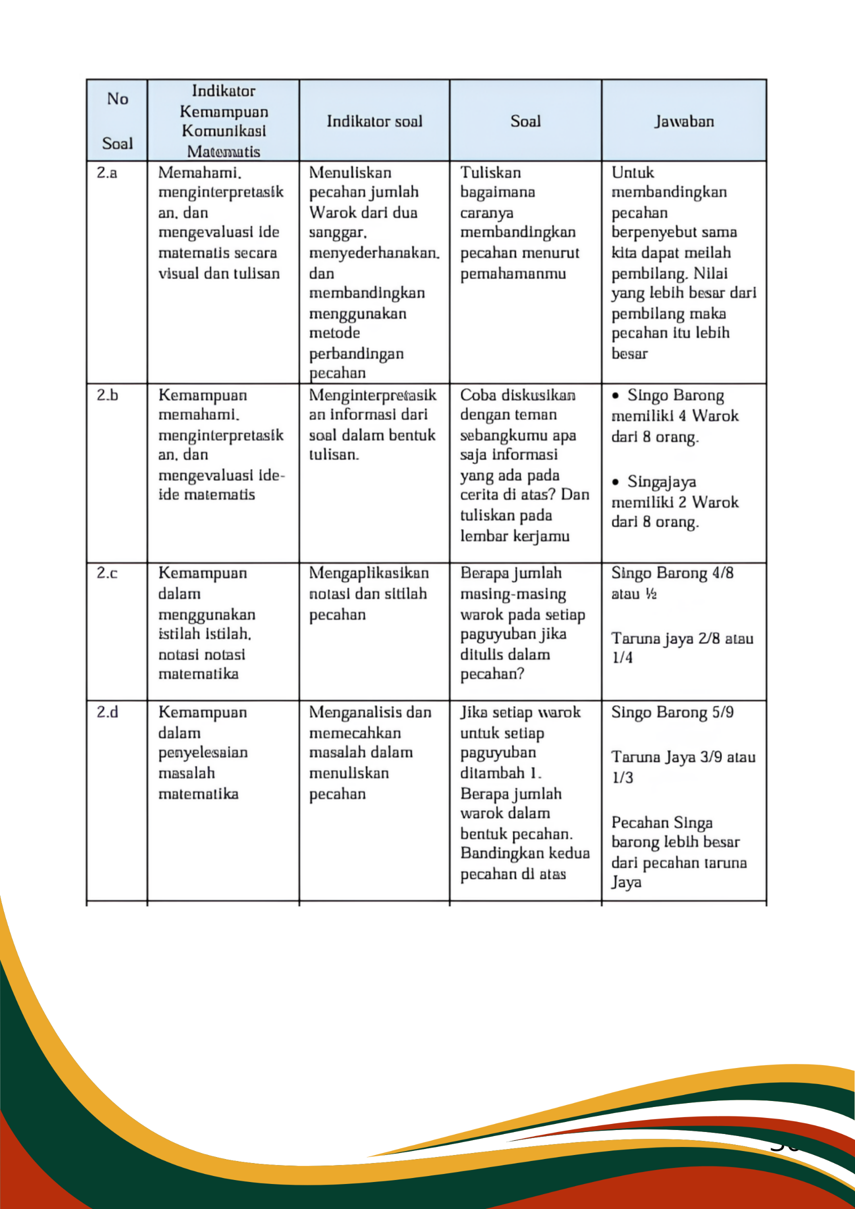 No
Soal
Indikator
Kemampuan
Komunikasi
Matematis
Indikator soal
Soal
Jawaban
2.a
Memahami,
menginterpretasik
an, dan
mengevaluasi ide
matematis secara
visual dan tulisan
Menuliskan
pecahan jumlah
Warok dari dua
sanggar,
menyederhanakan,
dan
membandingkan
menggunakan
metode
perbandingan
pecahan
Tuliskan
bagaimana
caranya
membandingkan
pecahan menurut
pemahamanmu
Untuk
membandingkan
pecahan
berpenyebut sama
kita dapat meilah
pembilang. Nilai
yang lebih besar dari
pembilang maka
pecahan itu lebih
besar
2.b
Kemampuan
memahami,
menginterpretasik
an, dan
mengevaluasi ide-
ide matematis
Menginterpretasik
an informasi dari
soal dalam bentuk
tulisan.
Coba diskusikan
dengan teman
sebangkumu apa
saja informasi
yang ada pada
cerita di atas? Dan
tuliskan pada
lembar kerjamu
• Singo Barong
memiliki 4 Warok
dari 8 orang.
• Singajaya
memiliki 2 Warok
dari 8 orang.
2.c
Kemampuan
dalam
menggunakan
istilah istilah,
notasi notasi
matematika
Mengaplikasikan
notasi dan sitilah
pecahan
Berapa jumlah
masing-masing
warok pada setiap
paguyuban jika
ditulis dalam
pecahan?
Singo Barong 4/8
atau ½
Taruna jaya 2/8 atau
1/4
2.d
Kemampuan
dalam
penyelesaian
masalah
matematika
Menganalisis dan
memecahkan
masalah dalam
menuliskan
pecahan
Jika setiap warok
untuk setiap
paguyuban
ditambah 1.
Berapa jumlah
warok dalam
bentuk pecahan.
Bandingkan kedua
pecahan di atas
Singo Barong 5/9
Taruna Jaya 3/9 atau
1/3
Pecahan Singa
barong lebih besar
dari pecahan taruna
Jaya